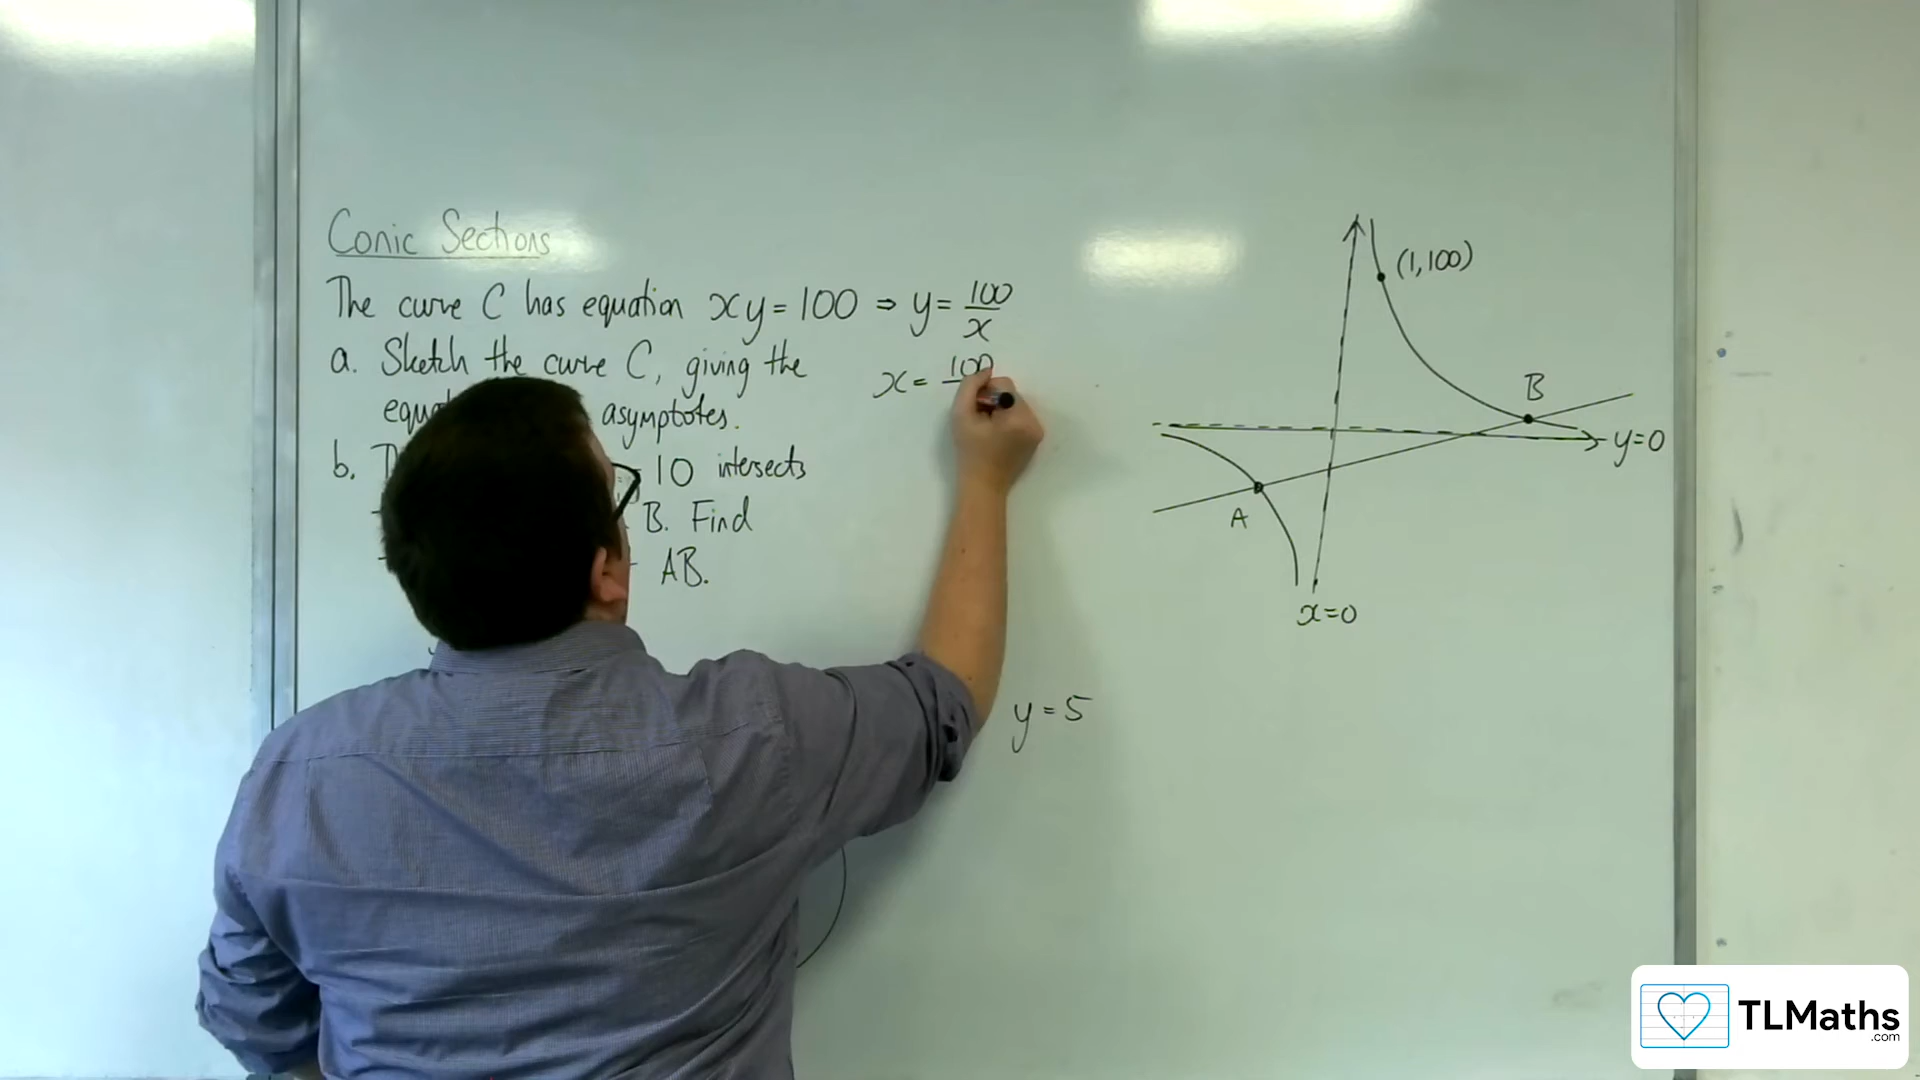 Conic Sections
The curve C has equation xy = 100 ⇒ y = 100/x
a. Sketch the curve C, giving the
asymptotes.
x = 100
b. 10 intersects
B. Find
AB.
y = 5
(1,100)
B
y=0
A
x=0
TLMaths
.com